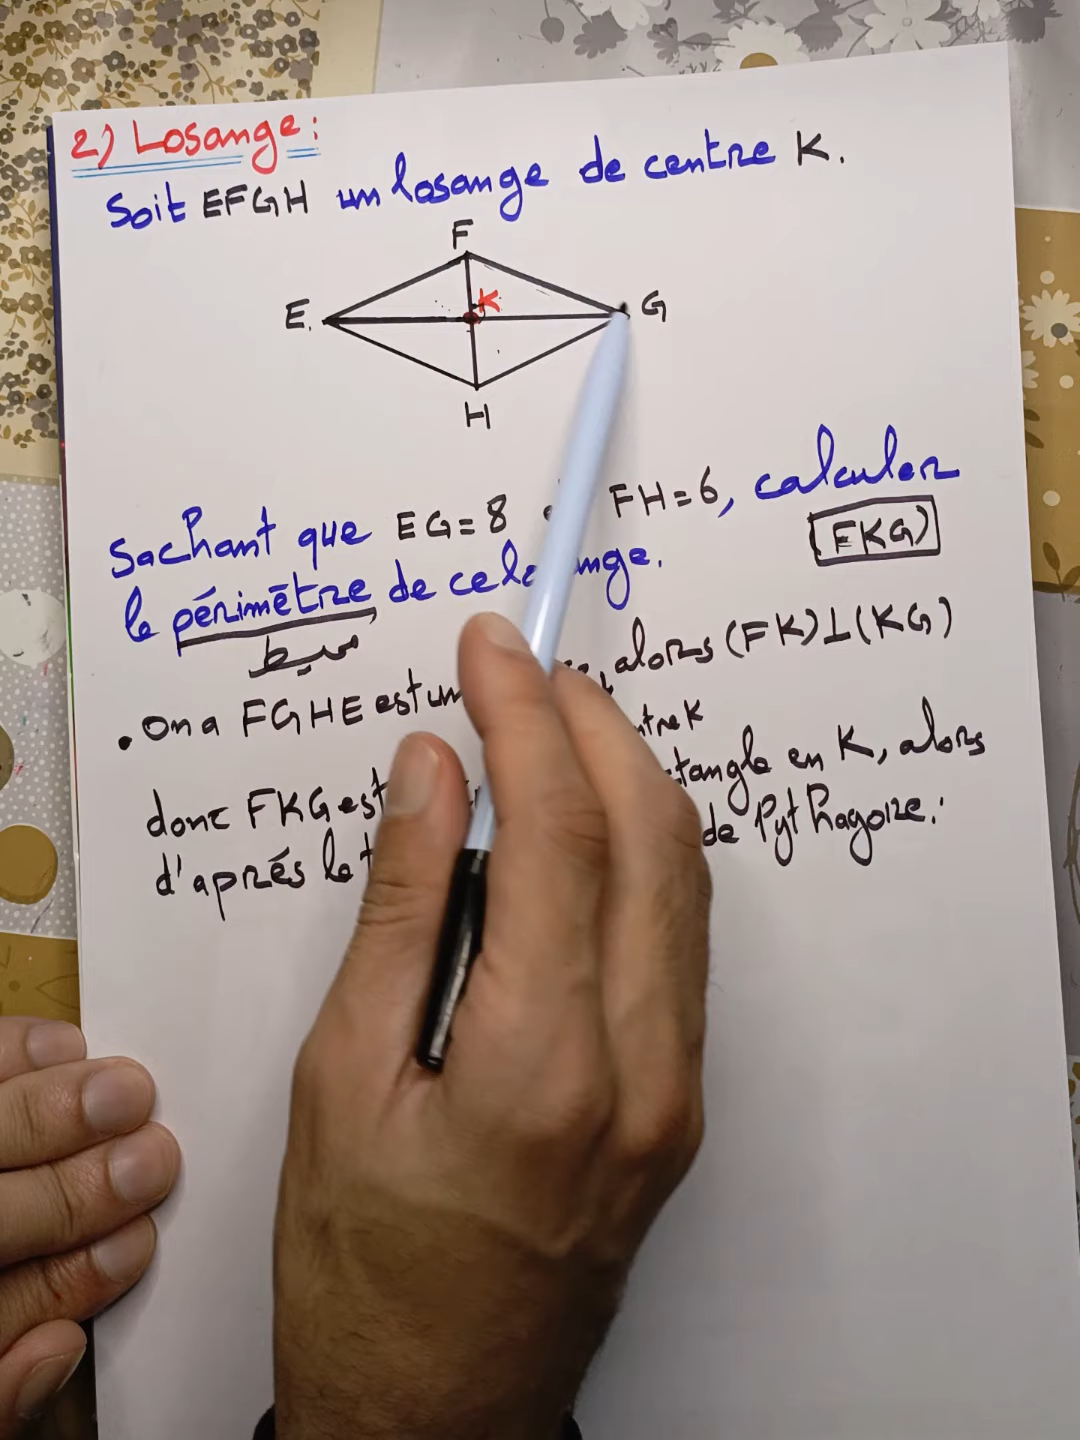 2) Losange:
Soit EFGH un losange de centre K.
F
E
K
G
H
Sachant que EG=8 FH=6, calculer
FKG)
le périmètre de ce
محيط
. On a FGHE est un alors (FK)⊥(KG)
donc FKG est en K, alors
d'aprés le de Pythagore: